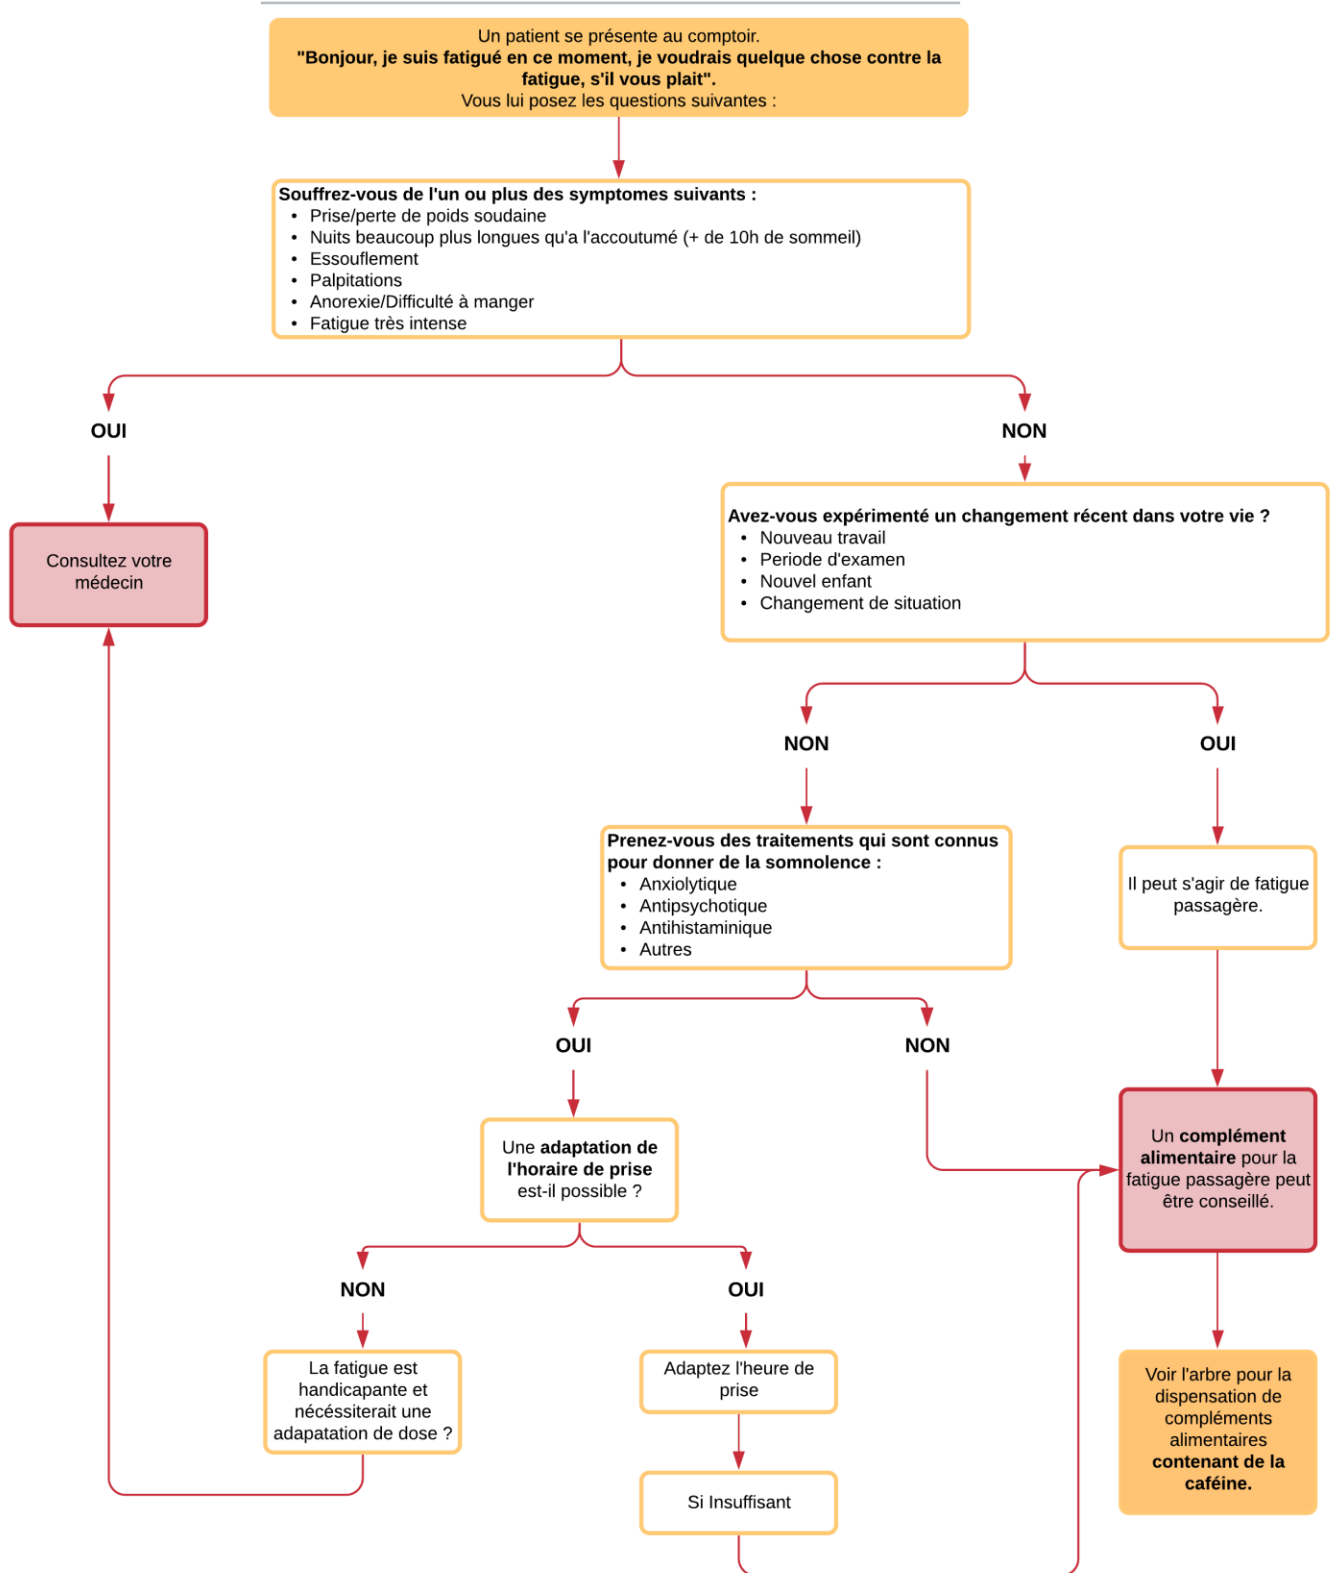 Un patient se présente au comptoir.
"Bonjour, je suis fatigué en ce moment, je voudrais quelque chose contre la
fatigue, s'il vous plait".
Vous lui posez les questions suivantes :
Souffrez-vous de l'un ou plus des symptomes suivants :
• Prise/perte de poids soudaine
• Nuits beaucoup plus longues qu'a l'accoutumé (+ de 10h de sommeil)
• Essouflement
• Palpitations
• Anorexie/Difficulté à manger
• Fatigue très intense
OUI
NON
Consultez votre
médecin
Avez-vous expérimenté un changement récent dans votre vie ?
• Nouveau travail
• Periode d'examen
• Nouvel enfant
• Changement de situation
NON
OUI
Prenez-vous des traitements qui sont connus
pour donner de la somnolence :
• Anxiolytique
• Antipsychotique
• Antihistaminique
• Autres
Il peut s'agir de fatigue
passagère.
OUI
NON
Une adaptation de
l'horaire de prise
est-il possible ?
Un complément
alimentaire pour la
fatigue passagère peut
être conseillé.
NON
OUI
La fatigue est
handicapante et
nécéssiterait une
adapatation de dose ?
Adaptez l'heure de
prise
Voir l'arbre pour la
dispensation de
compléments
alimentaires
contenant de la
caféine.
Si Insuffisant